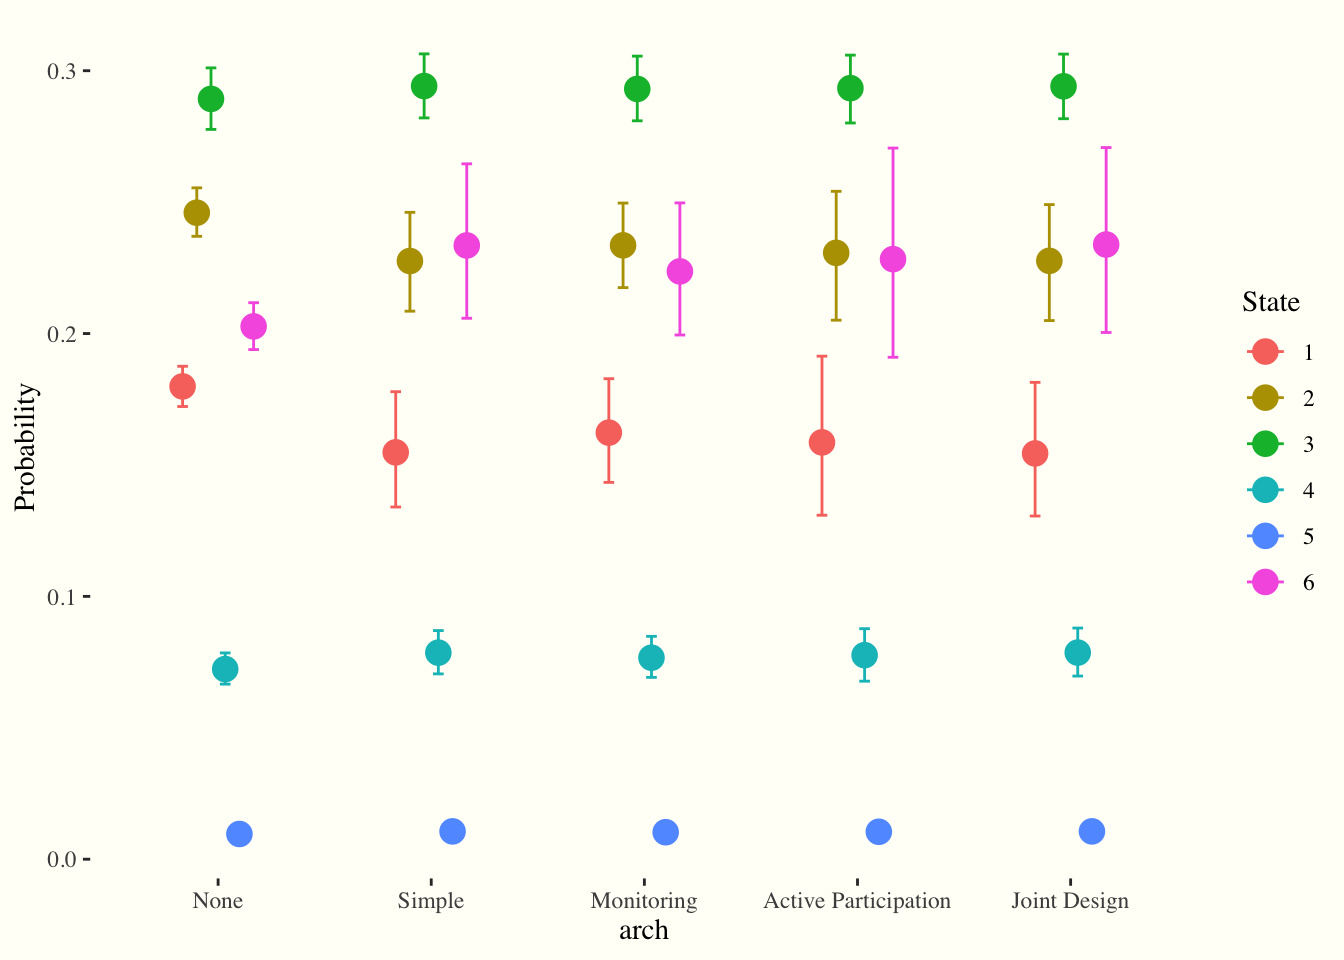 0.3
0.2
0.1
0.0
Probability
None Simple Monitoring Active Participation Joint Design
arch
State
1
2
3
4
5
6